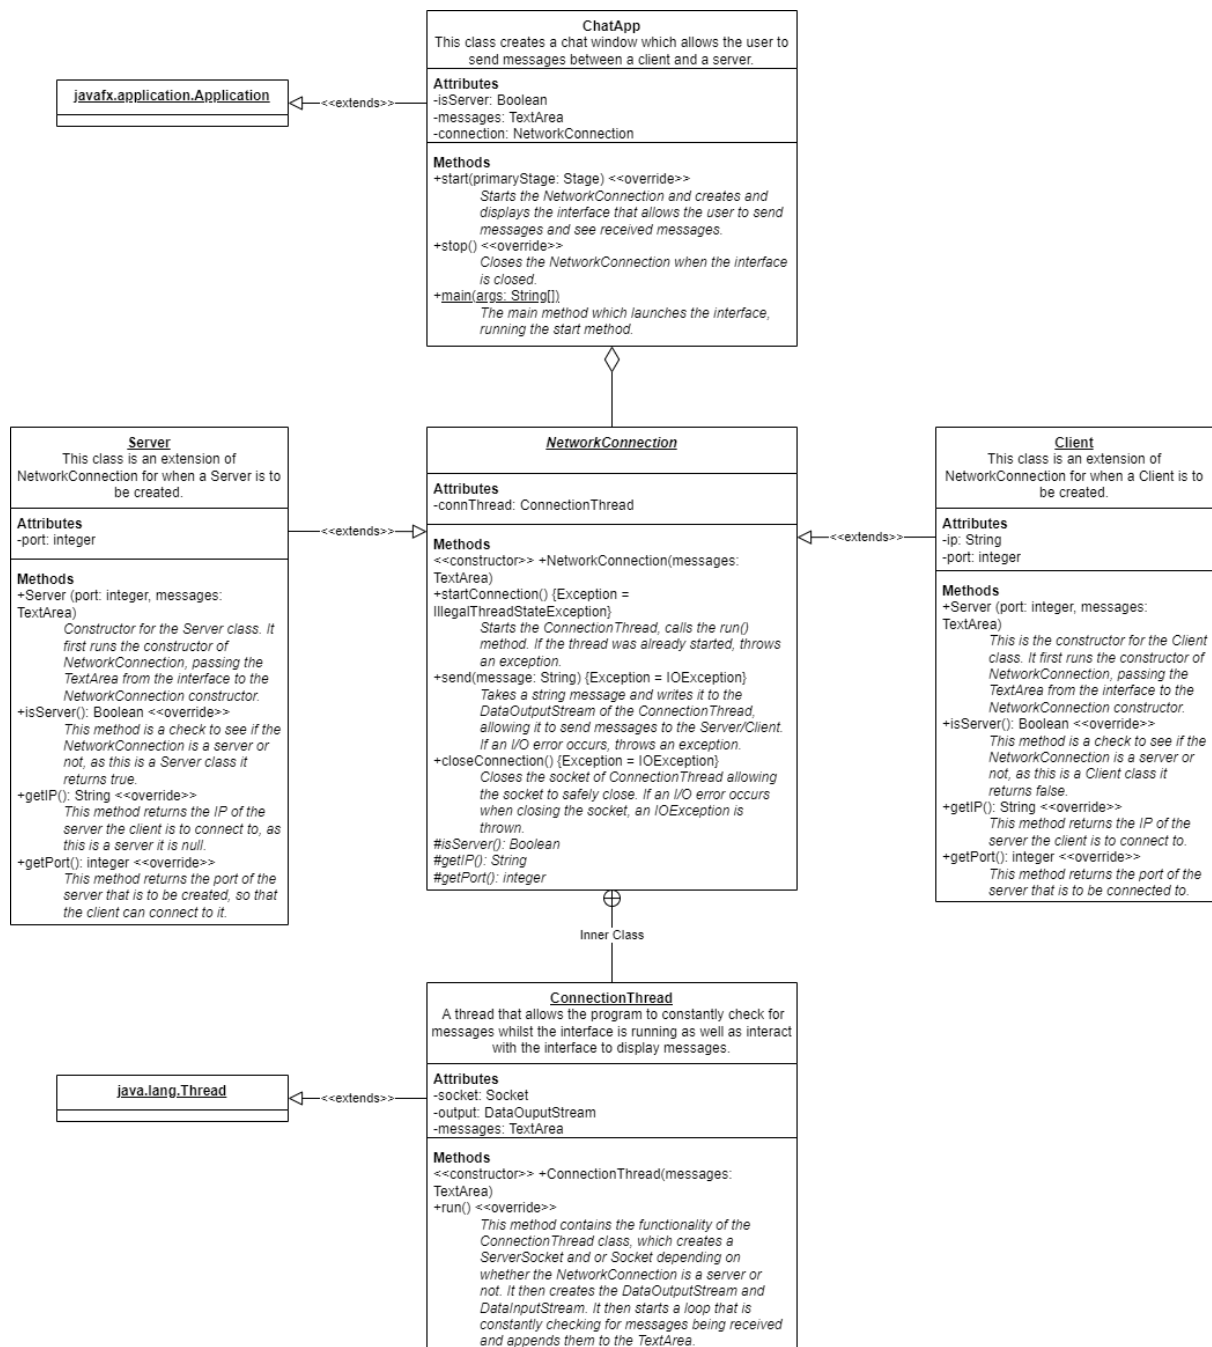 ChatApp
This class creates a chat window which allows the user to
send messages between a client and a server.
Attributes
-isServer: Boolean
-messages: TextArea
-connection: NetworkConnection
Methods
+start(primaryStage: Stage) <<override>>
Starts the NetworkConnection and creates and
displays the interface that allows the user to send
messages and see received messages.
+stop() <<override>>
Closes the NetworkConnection when the interface
is closed.
+main(args: String[])
The main method which launches the interface,
running the start method.
javafx.application.Application
<<extends>>
Server
This class is an extension of
NetworkConnection for when a Server is to
be created.
Attributes
-port: integer
Methods
+Server (port: integer, messages:
TextArea)
Constructor for the Server class. It
first runs the constructor of
NetworkConnection, passing the
TextArea from the interface to the
NetworkConnection constructor.
+isServer(): Boolean <<override>>
This method is a check to see if the
NetworkConnection is a server or
not, as this is a Server class it
returns true.
+getIP(): String <<override>>
This method returns the IP of the
server the client is to connect to, as
this is a server it is null.
+getPort(): integer <<override>>
This method returns the port of the
server that is to be created, so that
the client can connect to it.
<<extends>>
NetworkConnection
Attributes
-connThread: ConnectionThread
Methods
<<constructor>> +NetworkConnection(messages:
TextArea)
+startConnection() {Exception =
IllegalThreadStateException}
Starts the ConnectionThread, calls the run()
method. If the thread was already started, throws
an exception.
+send(message: String) {Exception = IOException}
Takes a string message and writes it to the
DataOutputStream of the ConnectionThread,
allowing it to send messages to the Server/Client.
If an I/O error occurs, throws an exception.
+closeConnection() {Exception = IOException}
Closes the socket of ConnectionThread allowing
the socket to safely close. If an I/O error occurs
when closing the socket, an IOException is
thrown.
#isServer(): Boolean
#getIP(): String
#getPort(): integer
<<extends>>
Client
This class is an extension of
NetworkConnection for when a Client is to
be created.
Attributes
-ip: String
-port: integer
Methods
+Server (port: integer, messages:
TextArea)
This is the constructor for the Client
class. It first runs the constructor of
NetworkConnection, passing the
TextArea from the interface to the
NetworkConnection constructor.
+isServer(): Boolean <<override>>
This method is a check to see if the
NetworkConnection is a server or
not, as this is a Client class it
returns false.
+getIP(): String <<override>>
This method returns the IP of the
server the client is to connect to.
+getPort(): integer <<override>>
This method returns the port of the
server that is to be connected to.
Inner Class
ConnectionThread
A thread that allows the program to constantly check for
messages whilst the interface is running as well as interact
with the interface to display messages.
Attributes
-socket: Socket
-output: DataOuputStream
-messages: TextArea
Methods
<<constructor>> +ConnectionThread(messages:
TextArea)
+run() <<override>>
This method contains the functionality of the
ConnectionThread class, which creates a
ServerSocket and or Socket depending on
whether the NetworkConnection is a server or
not. It then creates the DataOutputStream and
DataInputStream. It then starts a loop that is
constantly checking for messages being received
and appends them to the TextArea.
java.lang.Thread
<<extends>>